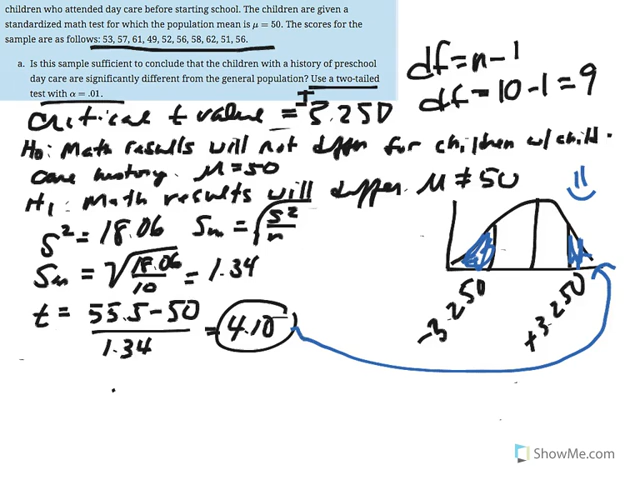 children who attended day care before starting school. The children are given a
standardized math test for which the population mean is μ = 50. The scores for the
sample are as follows: 53, 57, 61, 49, 52, 56, 58, 62, 51, 56.
a. Is this sample sufficient to conclude that the children with a history of preschool
day care are significantly different from the general population? Use a two-tailed
test with α = .01.
df = n - 1
df = 10 - 1 = 9
Critical t value = ± 3.250
H0: Math results will not differ for children w/ child
care history. M = 50
H1: Math results will differ. M ≠ 50
S² = 18.06 Sm = √S²/n
Sm = √18.06/10 = 1.34
t = 55.5 - 50 / 1.34 = 4.10
-3.250
+3.250
ShowMe.com